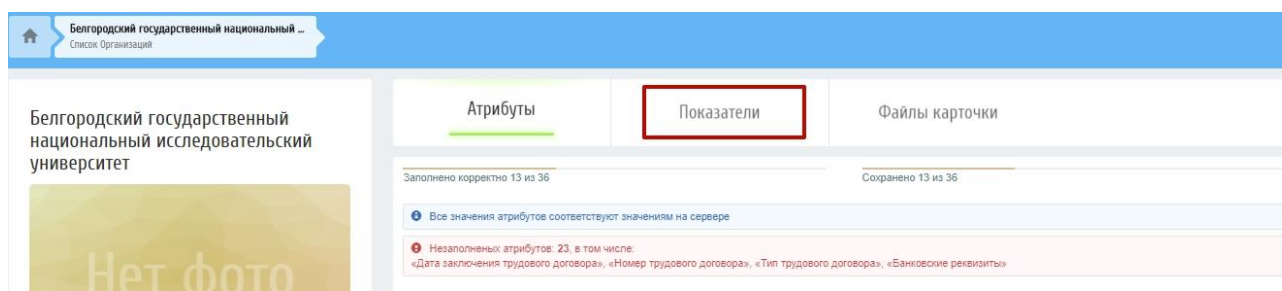 Белгородский государственный национальный ...
Список Организаций
Белгородский государственный
национальный исследовательский
университет
Нет фото
Атрибуты
Показатели
Файлы карточки
Заполнено корректно 13 из 36
Сохранено 13 из 36
Все значения атрибутов соответствуют значениям на сервере
Незаполненых атрибутов: 23, в том числе:
«Дата заключения трудового договора», «Номер трудового договора», «Тип трудового договора», «Банковские реквизиты»